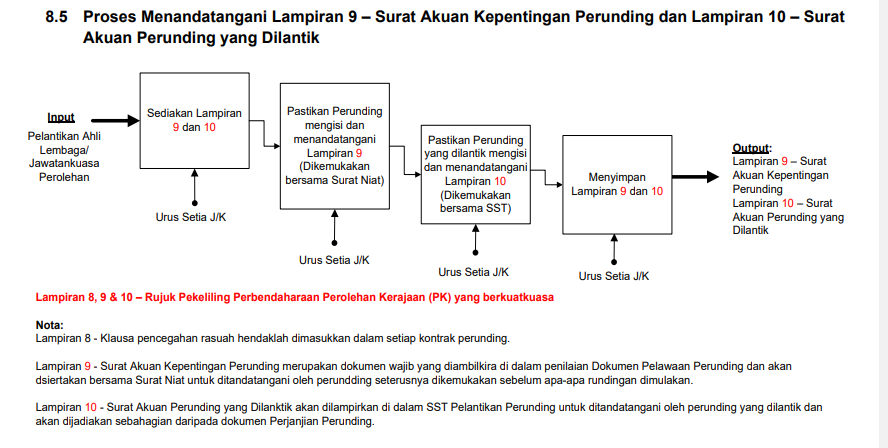 8.5 Proses Menandatangani Lampiran 9 – Surat Akuan Kepentingan Perunding dan Lampiran 10 – Surat
Akuan Perunding yang Dilantik
Input
Pelantikan Ahli
Lembaga/
Jawatankuasa
Perolehan
Sediakan Lampiran
9 dan 10
Urus Setia J/K
Pastikan Perunding
mengisi dan
menandatangani
Lampiran 9
(Dikemukakan
bersama Surat Niat)
Urus Setia J/K
Pastikan Perunding
yang dilantik mengisi
dan menandatangani
Lampiran 10
(Dikemukakan
bersama SST)
Urus Setia J/K
Menyimpan
Lampiran 9 dan 10
Urus Setia J/K
Output:
Lampiran 9 – Surat
Akuan Kepentingan
Perunding
Lampiran 10 – Surat
Akuan Perunding yang
Dilantik
Lampiran 8, 9 & 10 – Rujuk Pekeliling Perbendaharaan Perolehan Kerajaan (PK) yang berkuatkuasa
Nota:
Lampiran 8 - Klausa pencegahan rasuah hendaklah dimasukkan dalam setiap kontrak perunding.
Lampiran 9 - Surat Akuan Kepentingan Perunding merupakan dokumen wajib yang diambilkira di dalam penilaian Dokumen Pelawaan Perunding dan akan
dsiertakan bersama Surat Niat untuk ditandatangani oleh perundding seterusnya dikemukakan sebelum apa-apa rundingan dimulakan.
Lampiran 10 - Surat Akuan Perunding yang Dilanktik akan dilampirkan di dalam SST Pelantikan Perunding untuk ditandatangani oleh perunding yang dilantik dan
akan dijadiakan sebahagian daripada dokumen Perjanjian Perunding.